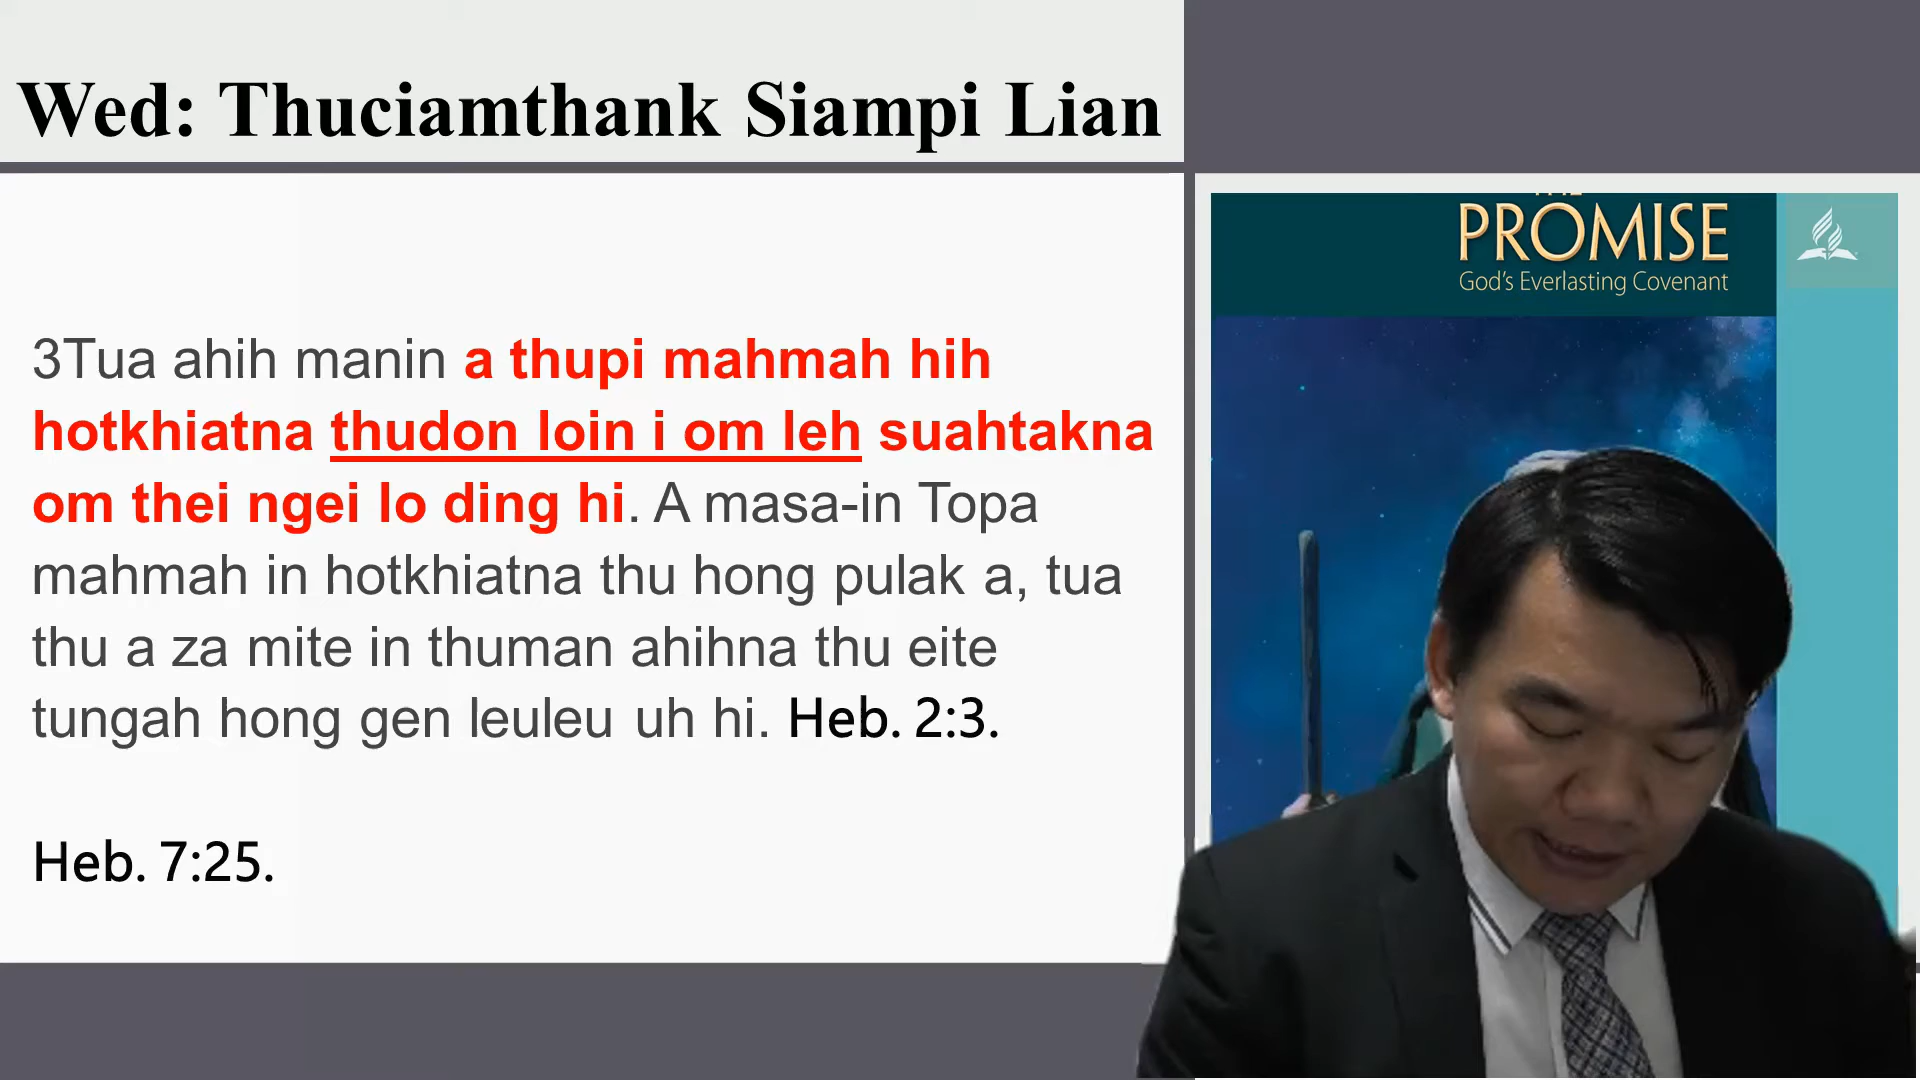 Wed: Thuciamthank Siampi Lian
3Tua ahih manin a thupi mahmah hih
hotkhiatna thudon loin i om leh suahtakna
om thei ngei lo ding hi. A masa-in Topa
mahmah in hotkhiatna thu hong pulak a, tua
thu a za mite in thuman ahihna thu eite
tungah hong gen leuleu uh hi. Heb. 2:3.
Heb. 7:25.
PROMISE
God's Everlasting Covenant